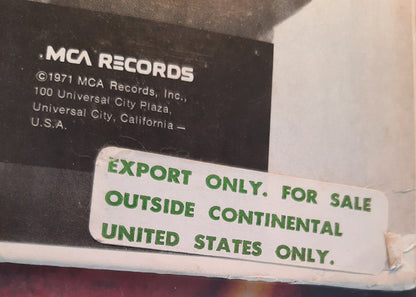 MCA RECORDS
©1971 MCA Records, Inc.,
100 Universal City Plaza,
Universal City, California –
U.S.A.
EXPORT ONLY. FOR SALE
OUTSIDE CONTINENTAL
UNITED STATES ONLY.